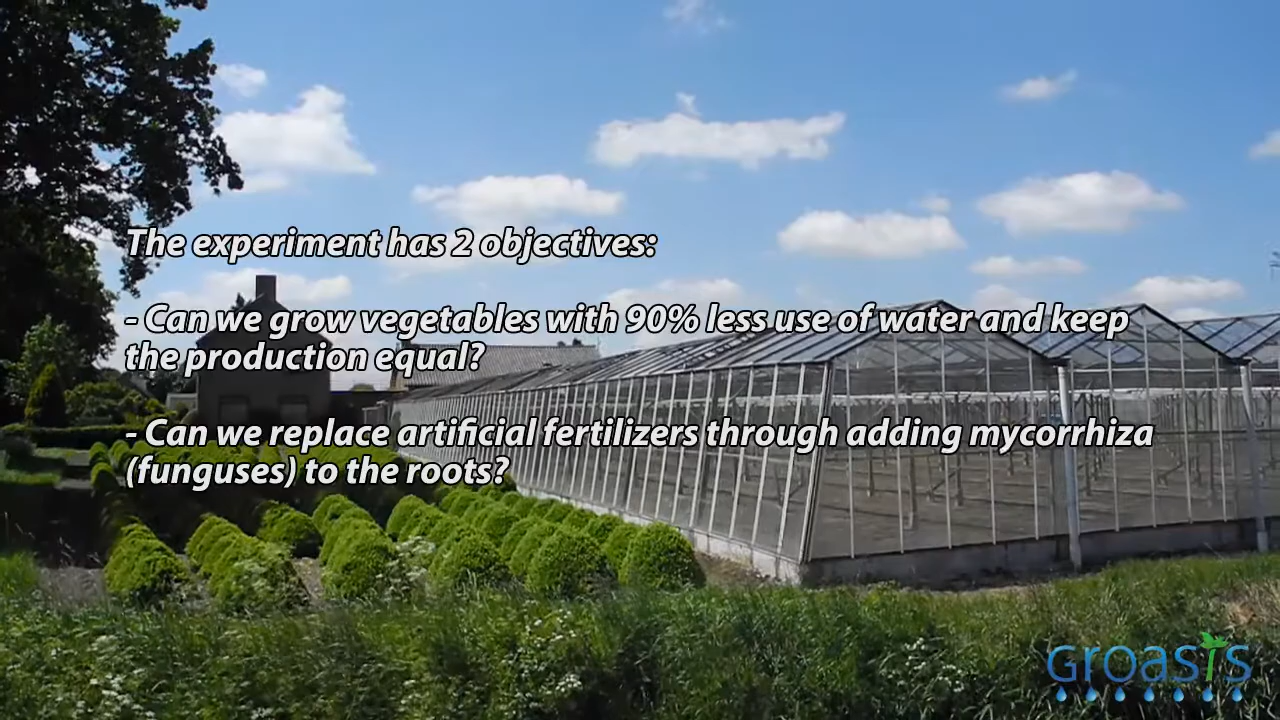 The experiment has 2 objectives:
- Can we grow vegetables with 90% less use of water and keep
the production equal?
- Can we replace artificial fertilizers through adding mycorrhiza
(funguses) to the roots?
GROASIS